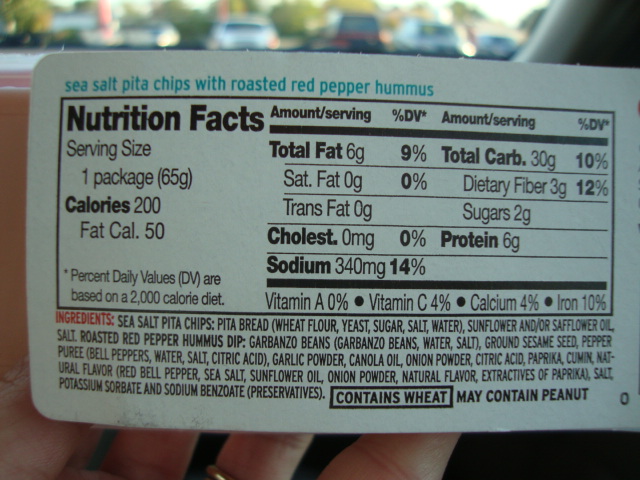 sea salt pita chips with roasted red pepper hummus
Nutrition Facts
Serving Size
1 package (65g)
Calories 200
Fat Cal. 50
* Percent Daily Values (DV) are
based on a 2,000 calorie diet.
Amount/serving %DV* Amount/serving %DV*
Total Fat 6g 9% Total Carb. 30g 10%
Sat. Fat 0g 0% Dietary Fiber 3g 12%
Trans Fat 0g Sugars 2g
Cholest. 0mg 0% Protein 6g
Sodium 340mg 14%
Vitamin A 0% ● Vitamin C 4% ● Calcium 4% ● Iron 10%
INGREDIENTS: SEA SALT PITA CHIPS: PITA BREAD (WHEAT FLOUR, YEAST, SUGAR, SALT, WATER), SUNFLOWER AND/OR SAFFLOWER OIL,
SALT. ROASTED RED PEPPER HUMMUS DIP: GARBANZO BEANS (GARBANZO BEANS, WATER, SALT), GROUND SESAME SEED, PEPPER
PUREE (BELL PEPPERS, WATER, SALT, CITRIC ACID), GARLIC POWDER, CANOLA OIL, ONION POWDER, CITRIC ACID, PAPRIKA, CUMIN, NAT-
URAL FLAVOR (RED BELL PEPPER, SEA SALT, SUNFLOWER OIL, ONION POWDER, NATURAL FLAVOR, EXTRACTIVES OF PAPRIKA), SALT,
POTASSIUM SORBATE AND SODIUM BENZOATE (PRESERVATIVES). CONTAINS WHEAT MAY CONTAIN PEANUT